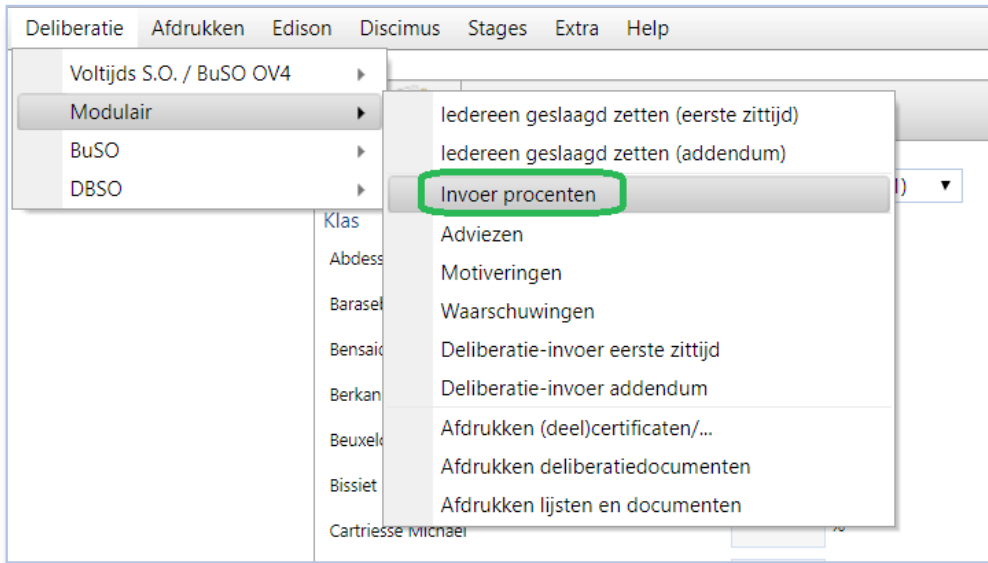 Deliberatie Afdrukken Edison Discimus Stages Extra Help
Voltijds S.O. / BuSO OV4
Modulair
BuSO
DBSO
Iedereen geslaagd zetten (eerste zittijd)
Iedereen geslaagd zetten (addendum)
Invoer procenten
Adviezen
Motiveringen
Waarschuwingen
Deliberatie-invoer eerste zittijd
Deliberatie-invoer addendum
Afdrukken (deel)certificaten/...
Afdrukken deliberatiedocumenten
Afdrukken lijsten en documenten
Klas
Abdess
Bensaid
Berkan
Bissiet
Cartriesse Michael
%